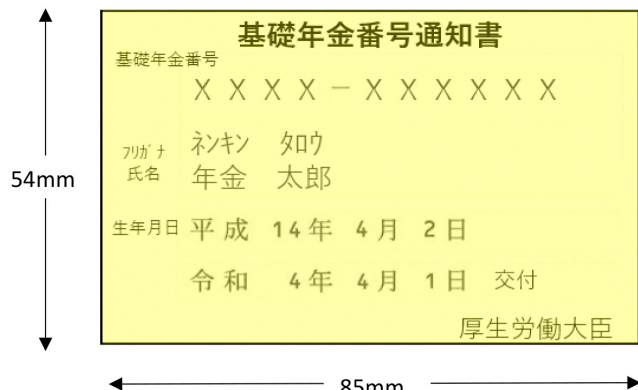 基礎年金番号通知書
基礎年金番号
XXXX－XXXXXX
フリガナ ネンキン タロウ
氏名 年金 太郎
生年月日 平成 14年 4月 2日
令和 4年 4月 1日 交付
厚生労働大臣
54mm
85mm